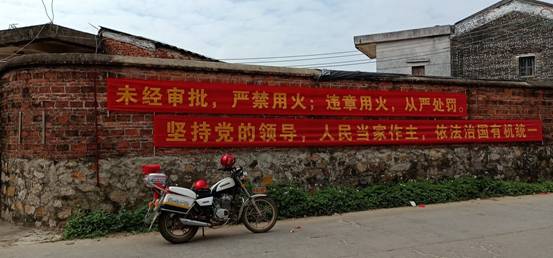 未经审批，严禁用火；违章用火，从严处罚。
坚持党的领导，人民当家作主，依法治国有机统一